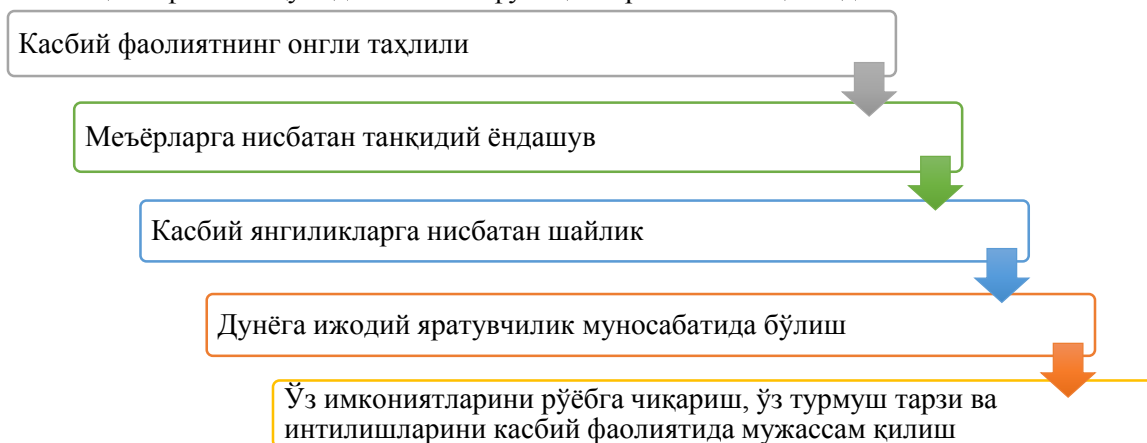 Касбий фаолиятнинг онгли таҳлили
Меъёрларга нисбатан танқидий ёндашув
Касбий янгиликларга нисбатан шайлик
Дунёга ижодий яратувчилик муносабатида бўлиш
Ўз имкониятларини рўёбга чиқариш, ўз турмуш тарзи ва
интилишларини касбий фаолиятида мужассам қилиш